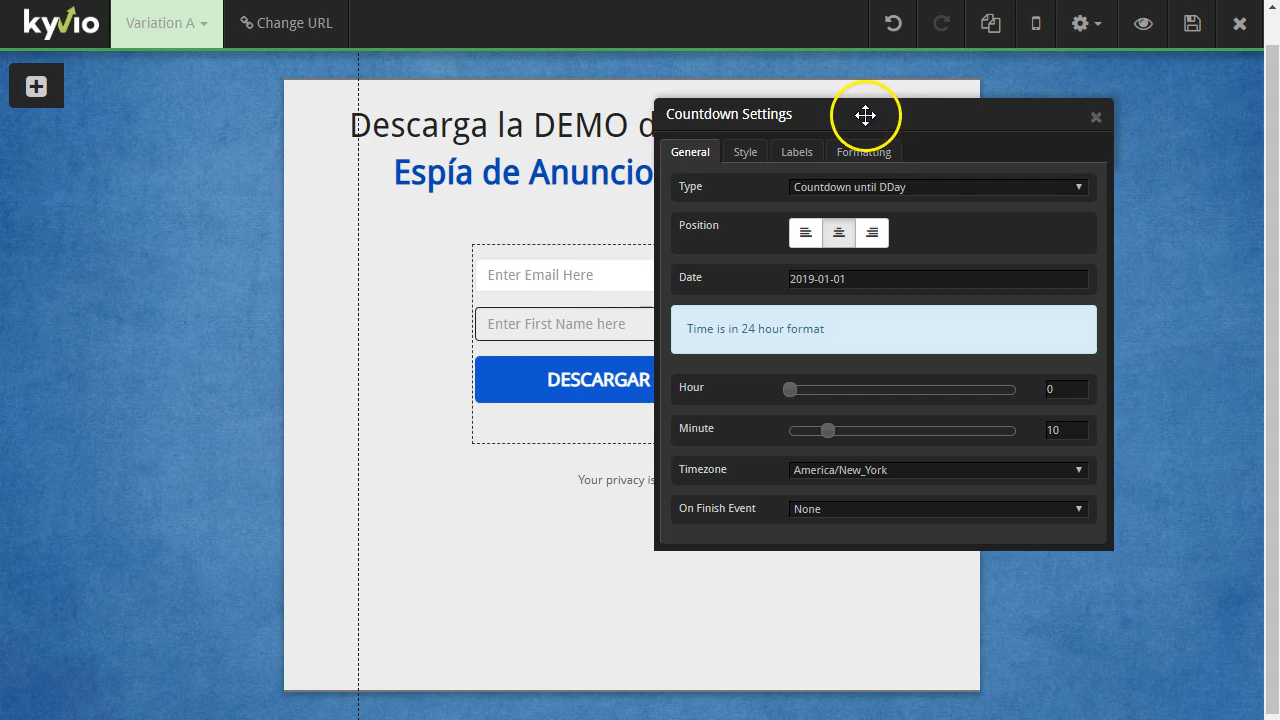 kyvio
Variation A
Change URL
Descarga la DEMO d
Espía de Anuncio
Enter Email Here
Enter First Name here
DESCARGAR
Your privacy is
Countdown Settings
General
Style
Labels
Formatting
Type
Countdown until DDay
Position
Date
2019-01-01
Time is in 24 hour format
Hour
0
Minute
10
Timezone
America/New_York
On Finish Event
None